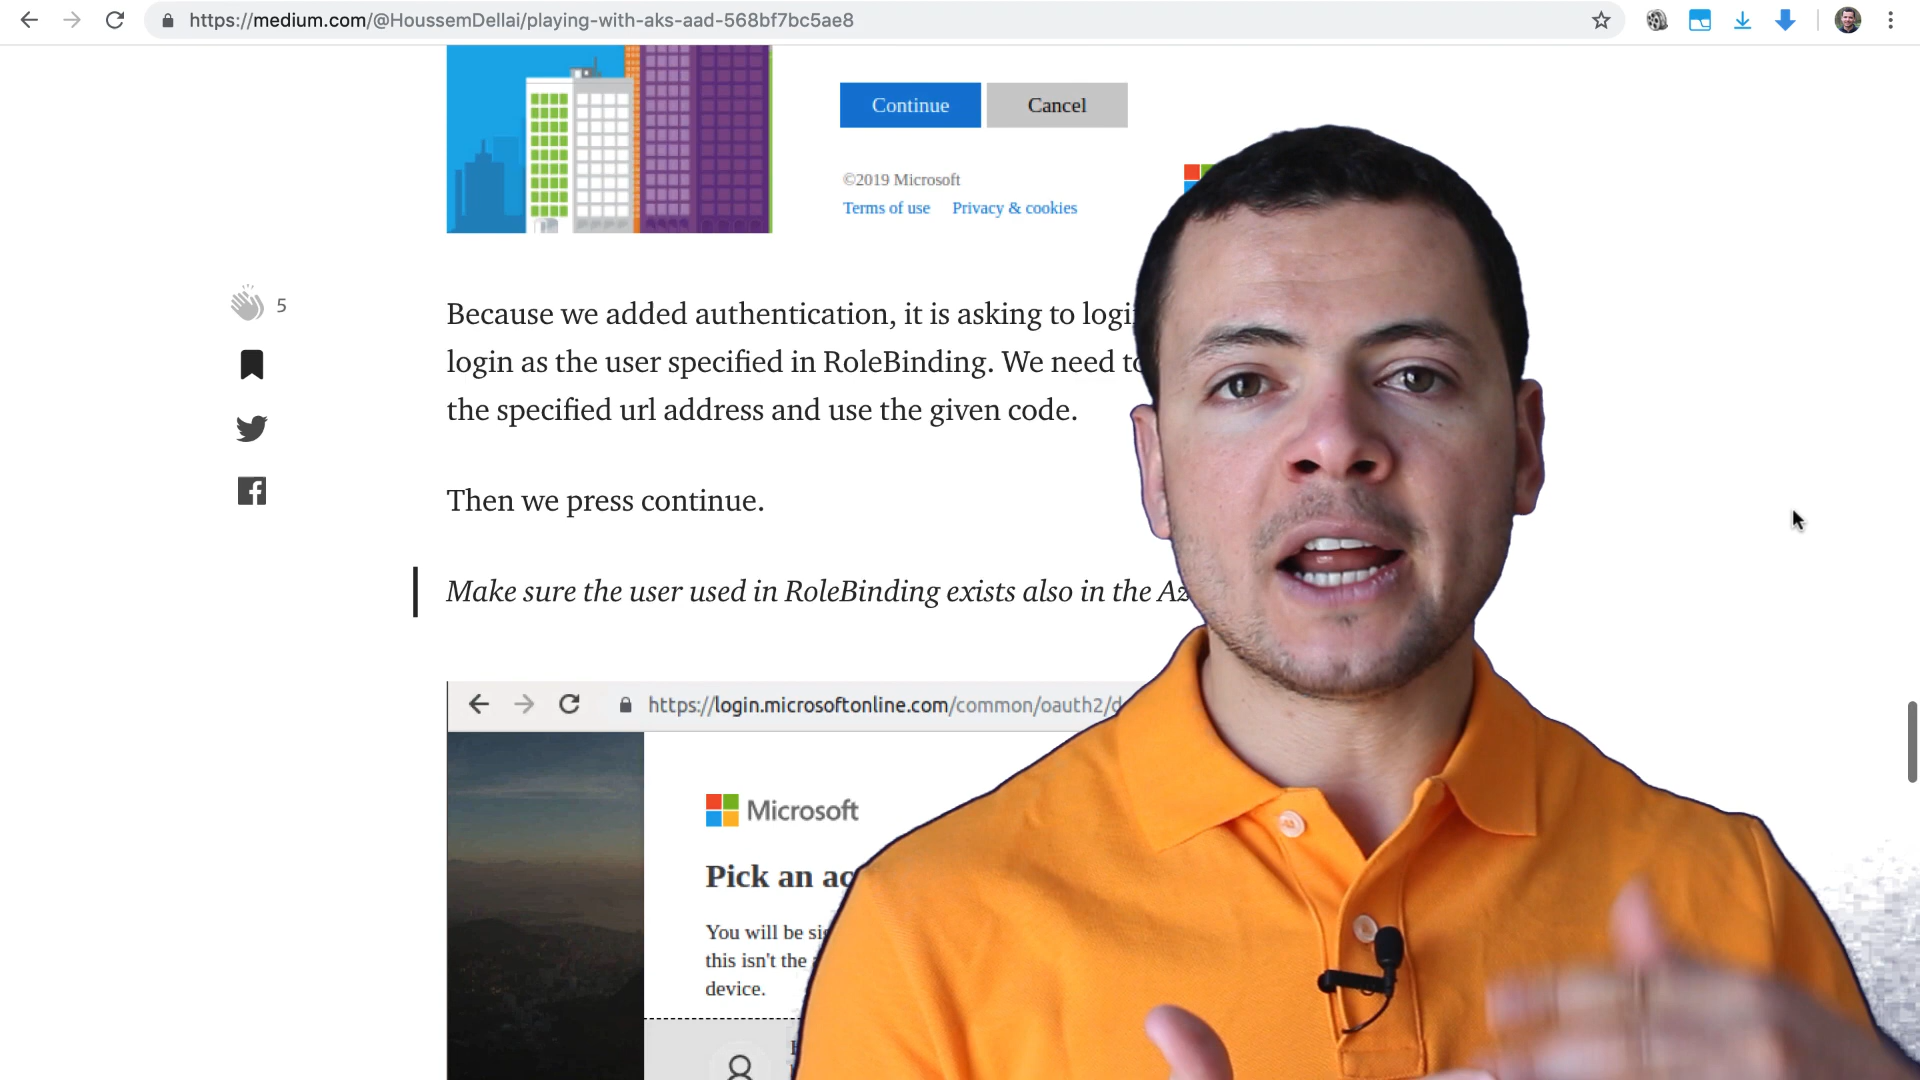 https://medium.com/@HoussemDellai/playing-with-aks-aad-568bf7bc5ae8
Continue
Cancel
©2019 Microsoft
Terms of use
Privacy & cookies
5
Because we added authentication, it is asking to
login as the user specified in RoleBinding. We need
the specified url address and use the given code.
Then we press continue.
Make sure the user used in RoleBinding exists also in the
https://login.microsoftonline.com/common/oauth2/
Microsoft
Pick an
You will be
this isn't the
device.